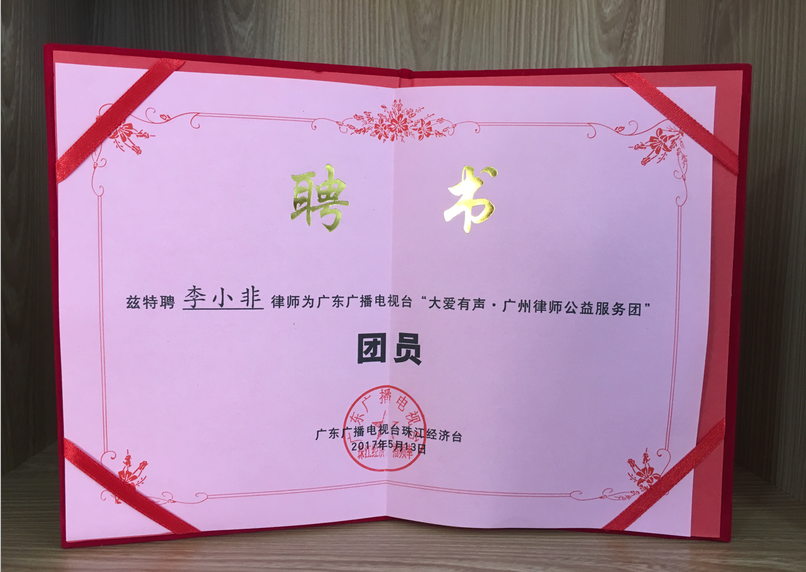 聘书
兹特聘 李小非 律师为广东广播电视台“大爱有声·广州律师公益服务团”
团员
广东广播电视台珠江经济台
2017年5月13日